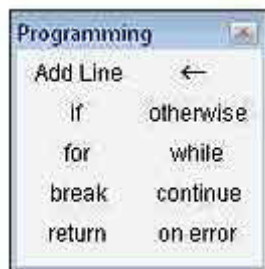 Programming
Add Line ←
if otherwise
for while
break continue
return on error